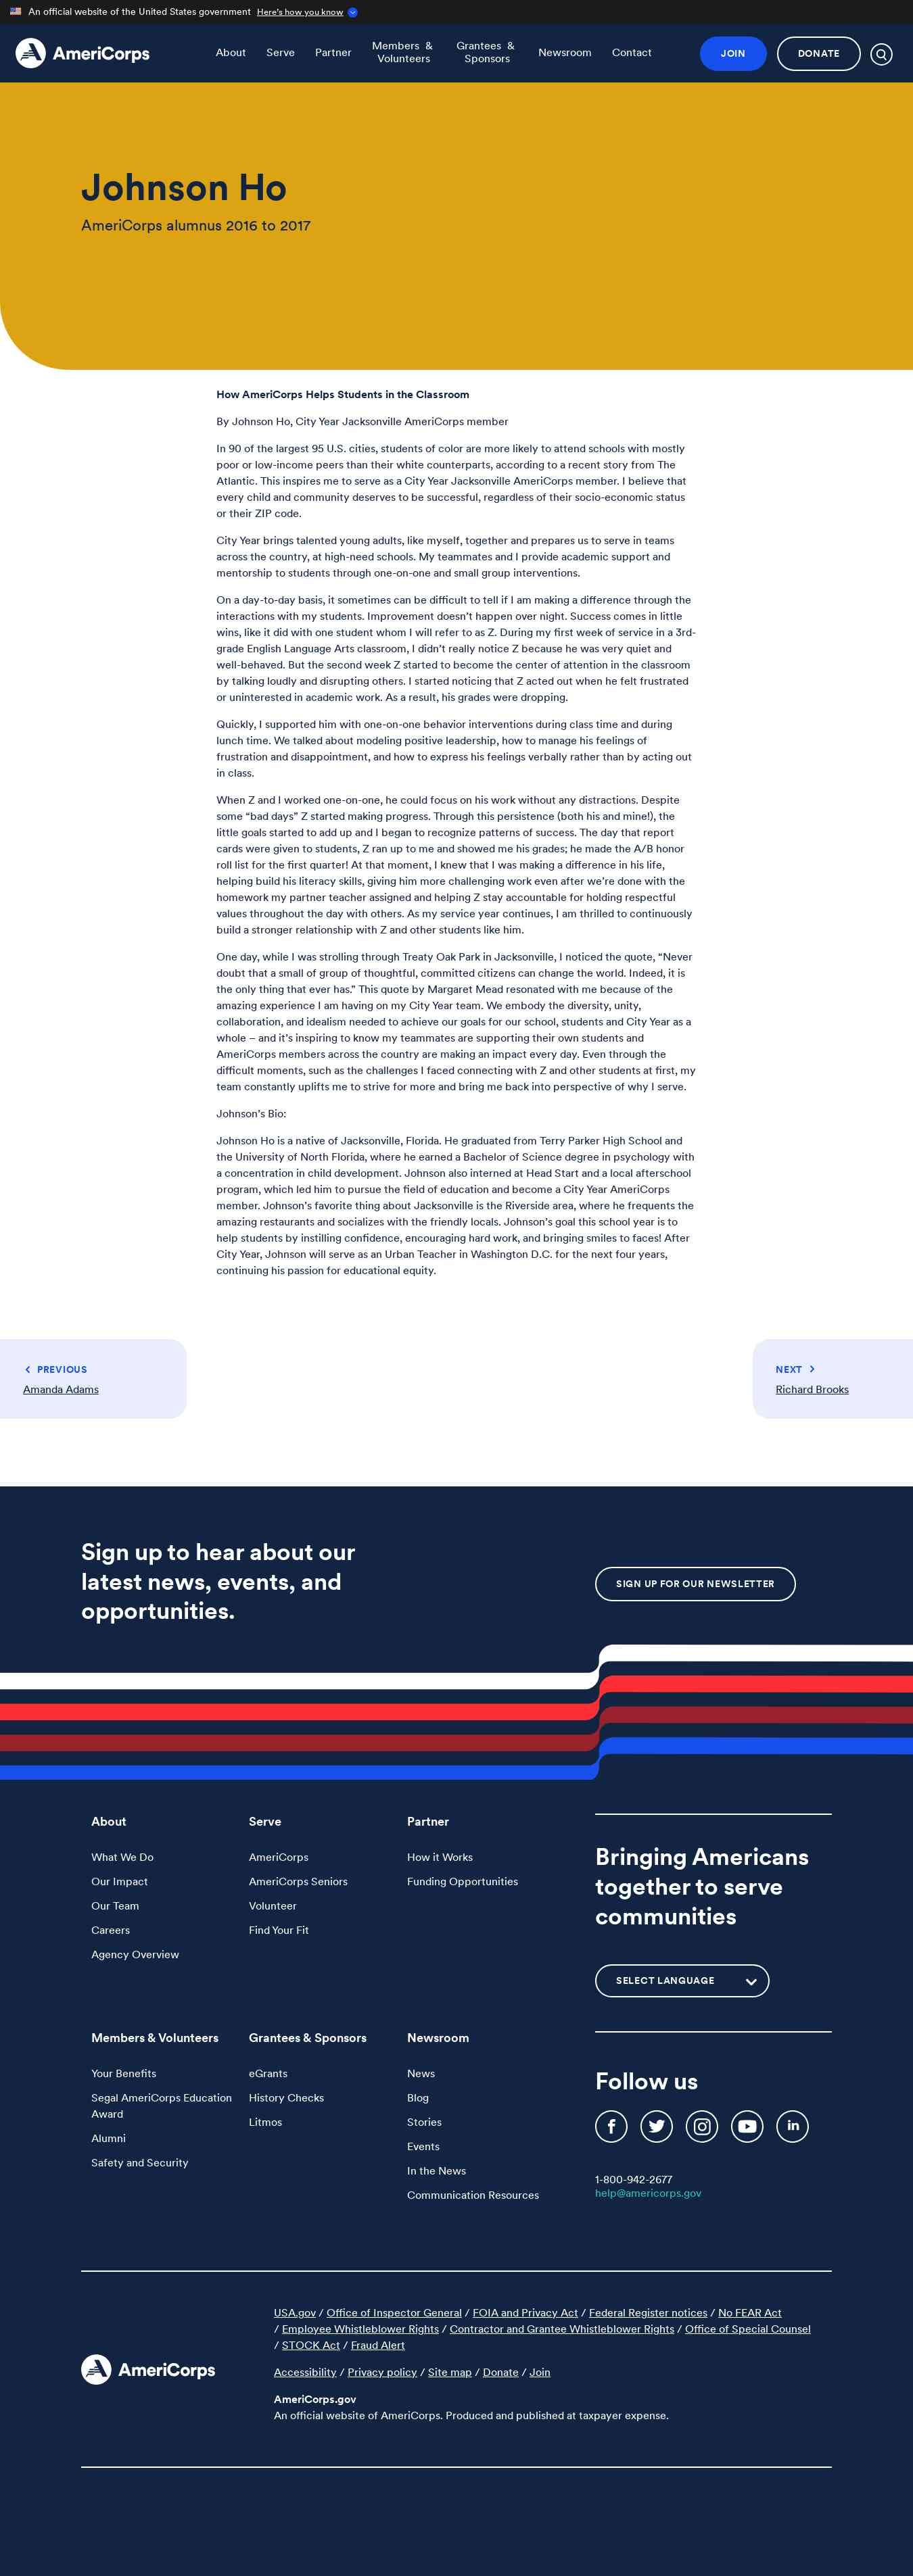 An official website of the United States government Here's how you know
AmeriCorps
About Serve Partner Members & Volunteers Grantees & Sponsors Newsroom Contact
JOIN DONATE
Johnson Ho
AmeriCorps alumnus 2016 to 2017
How AmeriCorps Helps Students in the Classroom
By Johnson Ho, City Year Jacksonville AmeriCorps member
In 90 of the largest 95 U.S. cities, students of color are more likely to attend schools with mostly
poor or low-income peers than their white counterparts, according to a recent story from The
Atlantic. This inspires me to serve as a City Year Jacksonville AmeriCorps member. I believe that
every child and community deserves to be successful, regardless of their socio-economic status
or their ZIP code.
City Year brings talented young adults, like myself, together and prepares us to serve in teams
across the country, at high-need schools. My teammates and I provide academic support and
mentorship to students through one-on-one and small group interventions.
On a day-to-day basis, it sometimes can be difficult to tell if I am making a difference through the
interactions with my students. Improvement doesn’t happen over night. Success comes in little
wins, like it did with one student whom I will refer to as Z. During my first week of service in a 3rd-
grade English Language Arts classroom, I didn’t really notice Z because he was very quiet and
well-behaved. But the second week Z started to become the center of attention in the classroom
by talking loudly and disrupting others. I started noticing that Z acted out when he felt frustrated
or uninterested in academic work. As a result, his grades were dropping.
Quickly, I supported him with one-on-one behavior interventions during class time and during
lunch time. We talked about modeling positive leadership, how to manage his feelings of
frustration and disappointment, and how to express his feelings verbally rather than by acting out
in class.
When Z and I worked one-on-one, he could focus on his work without any distractions. Despite
some “bad days” Z started making progress. Through this persistence (both his and mine!), the
little goals started to add up and I began to recognize patterns of success. The day that report
cards were given to students, Z ran up to me and showed me his grades; he made the A/B honor
roll list for the first quarter! At that moment, I knew that I was making a difference in his life,
helping build his literacy skills, giving him more challenging work even after we’re done with the
homework my partner teacher assigned and helping Z stay accountable for holding respectful
values throughout the day with others. As my service year continues, I am thrilled to continuously
build a stronger relationship with Z and other students like him.
One day, while I was strolling through Treaty Oak Park in Jacksonville, I noticed the quote, “Never
doubt that a small of group of thoughtful, committed citizens can change the world. Indeed, it is
the only thing that ever has.” This quote by Margaret Mead resonated with me because of the
amazing experience I am having on my City Year team. We embody the diversity, unity,
collaboration, and idealism needed to achieve our goals for our school, students and City Year as a
whole – and it’s inspiring to know my teammates are supporting their own students and
AmeriCorps members across the country are making an impact every day. Even through the
difficult moments, such as the challenges I faced connecting with Z and other students at first, my
team constantly uplifts me to strive for more and bring me back into perspective of why I serve.
Johnson’s Bio:
Johnson Ho is a native of Jacksonville, Florida. He graduated from Terry Parker High School and
the University of North Florida, where he earned a Bachelor of Science degree in psychology with
a concentration in child development. Johnson also interned at Head Start and a local afterschool
program, which led him to pursue the field of education and become a City Year AmeriCorps
member. Johnson’s favorite thing about Jacksonville is the Riverside area, where he frequents the
amazing restaurants and socializes with the friendly locals. Johnson’s goal this school year is to
help students by instilling confidence, encouraging hard work, and bringing smiles to faces! After
City Year, Johnson will serve as an Urban Teacher in Washington D.C. for the next four years,
continuing his passion for educational equity.
PREVIOUS
Amanda Adams
NEXT
Richard Brooks
Sign up to hear about our
latest news, events, and
opportunities.
SIGN UP FOR OUR NEWSLETTER
About
What We Do
Our Impact
Our Team
Careers
Agency Overview
Serve
AmeriCorps
AmeriCorps Seniors
Volunteer
Find Your Fit
Partner
How it Works
Funding Opportunities
Bringing Americans
together to serve
communities
SELECT LANGUAGE
Members & Volunteers
Your Benefits
Segal AmeriCorps Education
Award
Alumni
Safety and Security
Grantees & Sponsors
eGrants
History Checks
Litmos
Newsroom
News
Blog
Stories
Events
In the News
Communication Resources
Follow us
1-800-942-2677
help@americorps.gov
AmeriCorps
USA.gov / Office of Inspector General / FOIA and Privacy Act / Federal Register notices / No FEAR Act
/ Employee Whistleblower Rights / Contractor and Grantee Whistleblower Rights / Office of Special Counsel
/ STOCK Act / Fraud Alert
Accessibility / Privacy policy / Site map / Donate / Join
AmeriCorps.gov
An official website of AmeriCorps. Produced and published at taxpayer expense.